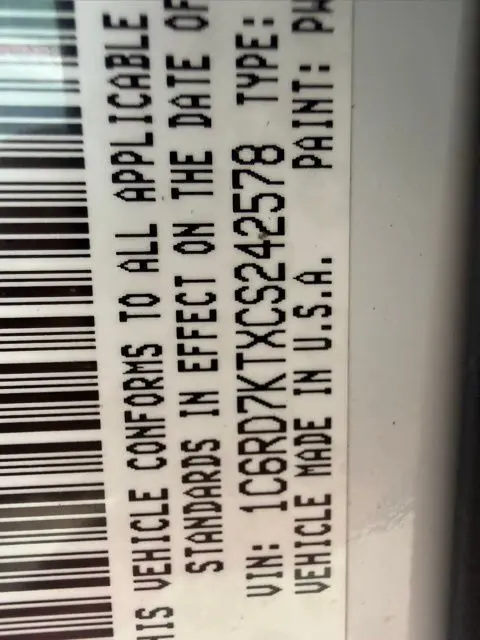 HIS VEHICLE CONFORMS TO ALL APPLICABLE
STANDARDS IN EFFECT ON THE DATE OF
VIN: 1C6RD7KTXCS242578 TYPE:
VEHICLE MADE IN U.S.A. PAINT: PW